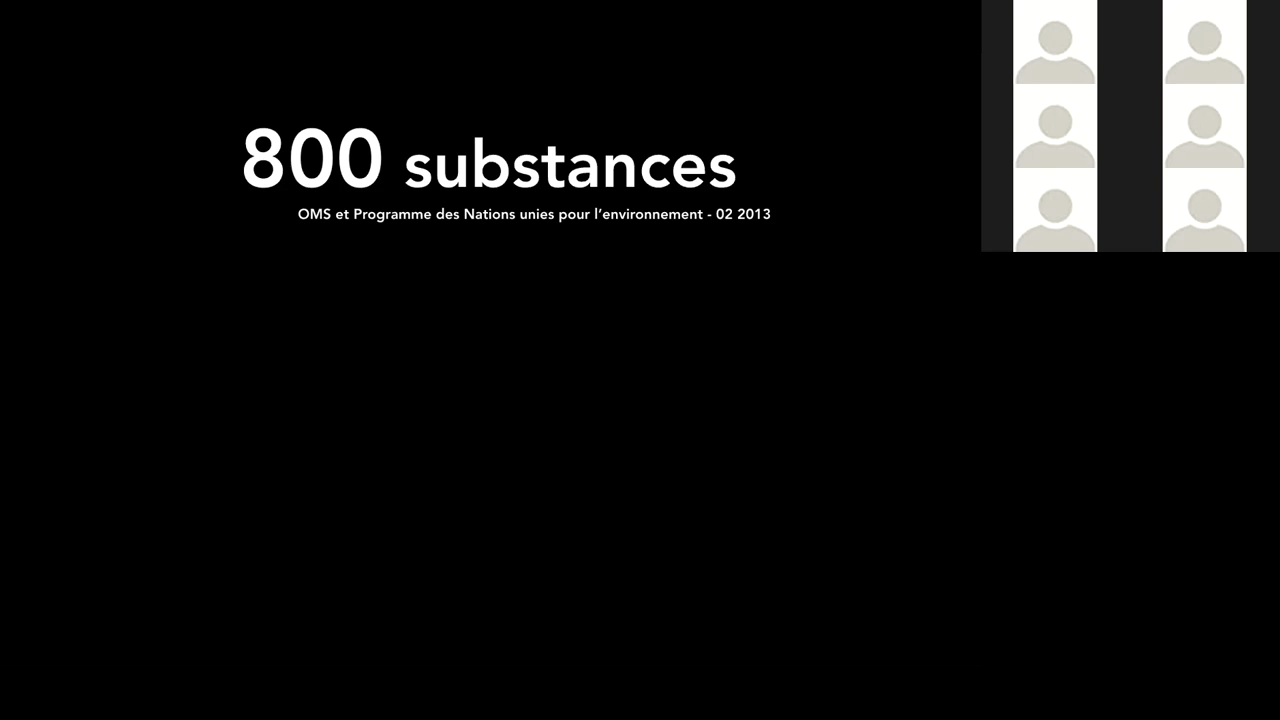 800 substances
OMS et Programme des Nations unies pour l’environnement - 02 2013